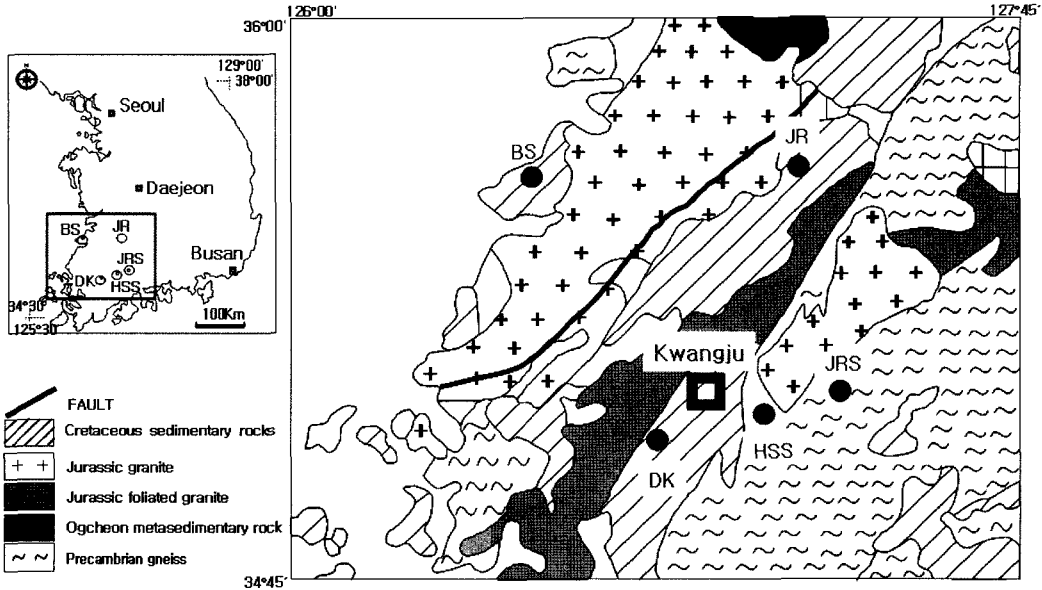 126°00'
127°45'
36°00'
129°00'
38°00'
N
Seoul
Daejeon
BS
JR
JRS
Busan
DK
HSS
34°30'
125°30'
100Km
BS
JR
Kwangju
JRS
HSS
DK
34°45'
FAULT
Cretaceous sedimentary rocks
Jurassic granite
Jurassic foliated granite
Ogcheon metasedimentary rock
Precambrian gneiss